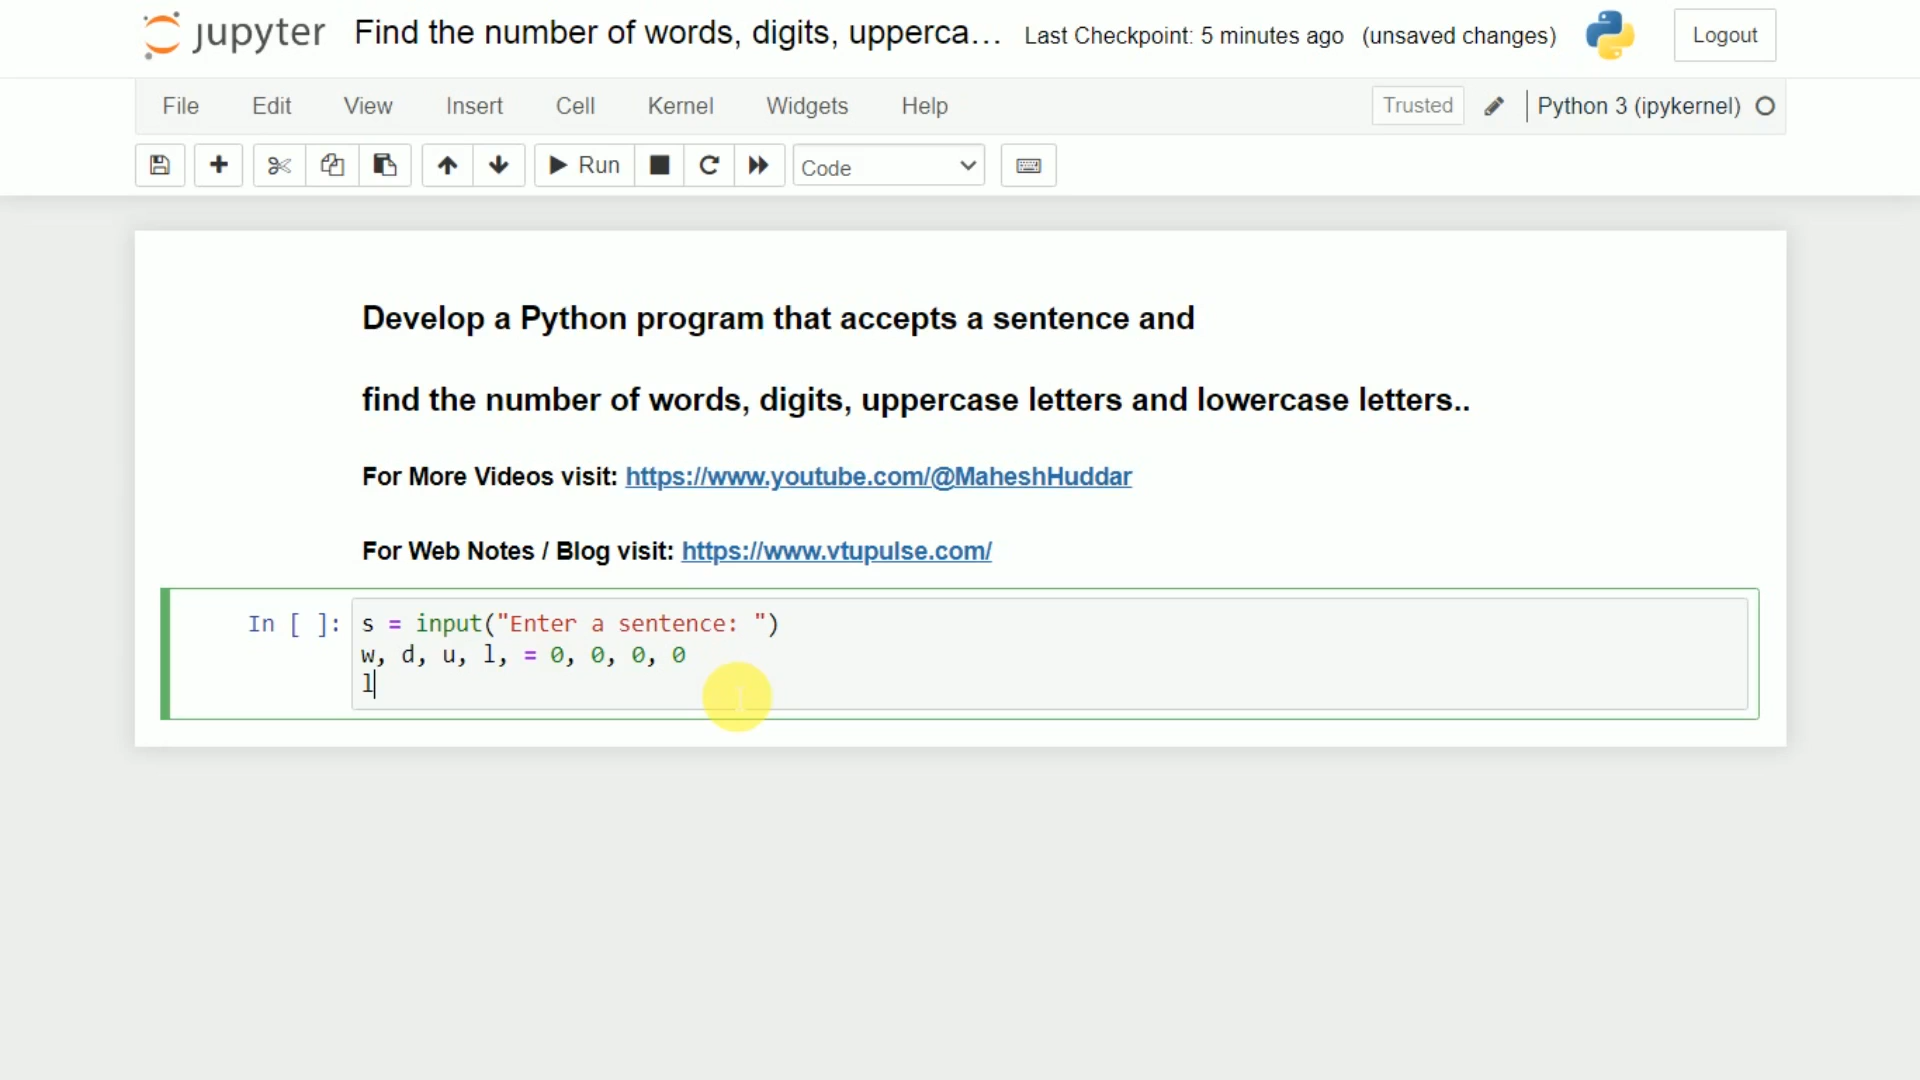 jupyter Find the number of words, digits, upperca... Last Checkpoint: 5 minutes ago (unsaved changes) Logout
File Edit View Insert Cell Kernel Widgets Help Trusted Python 3 (ipykernel)
Run Code
Develop a Python program that accepts a sentence and
find the number of words, digits, uppercase letters and lowercase letters..
For More Videos visit: https://www.youtube.com/@MaheshHuddar
For Web Notes / Blog visit: https://www.vtupulse.com/
In [ ]: s = input("Enter a sentence: ")
w, d, u, l, = 0, 0, 0, 0
l